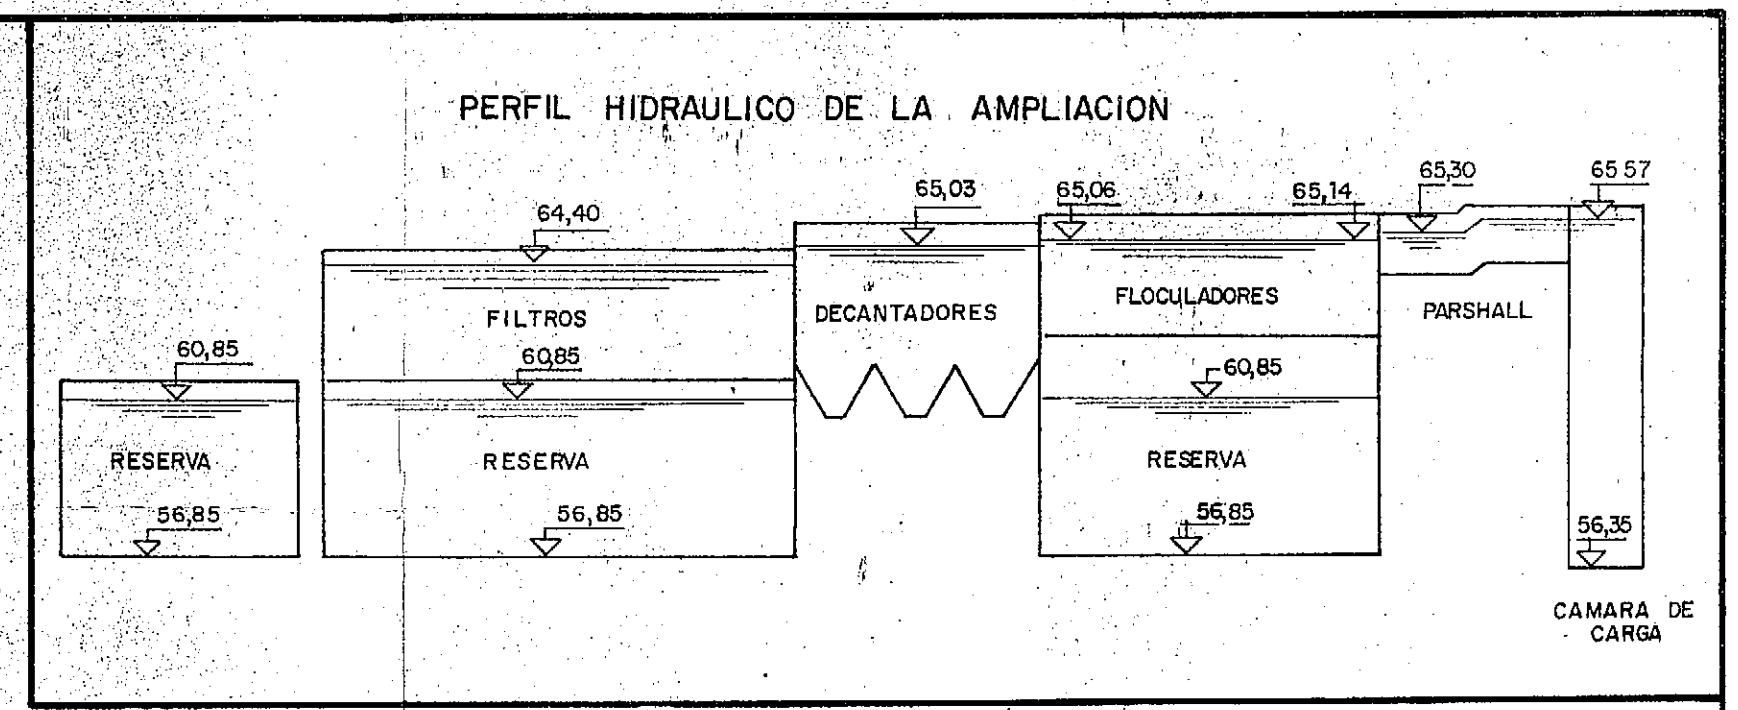 PERFIL HIDRAULICO DE LA AMPLIACION
65,03
65,06
65,14
65,30
65 57
64,40
FILTROS
DECANTADORES
FLOCULADORES
PARSHALL
60,85
60,85
60,85
RESERVA
RESERVA
RESERVA
56,85
56,85
56,85
56,35
CAMARA DE
CARGA